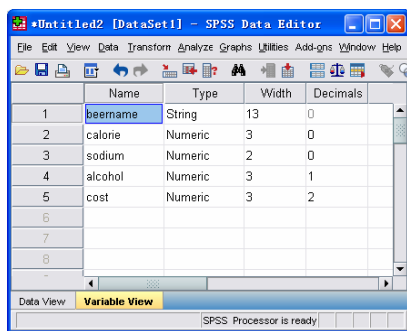 *Untitled2 [DataSet1] - SPSS Data Editor
File Edit View Data Transform Analyze Graphs Utilities Add-ons Window Help
Name Type Width Decimals
1 beername String 13 0
2 calorie Numeric 3 0
3 sodium Numeric 2 0
4 alcohol Numeric 3 1
5 cost Numeric 3 2
6
7
8
Data View Variable View
SPSS Processor is ready